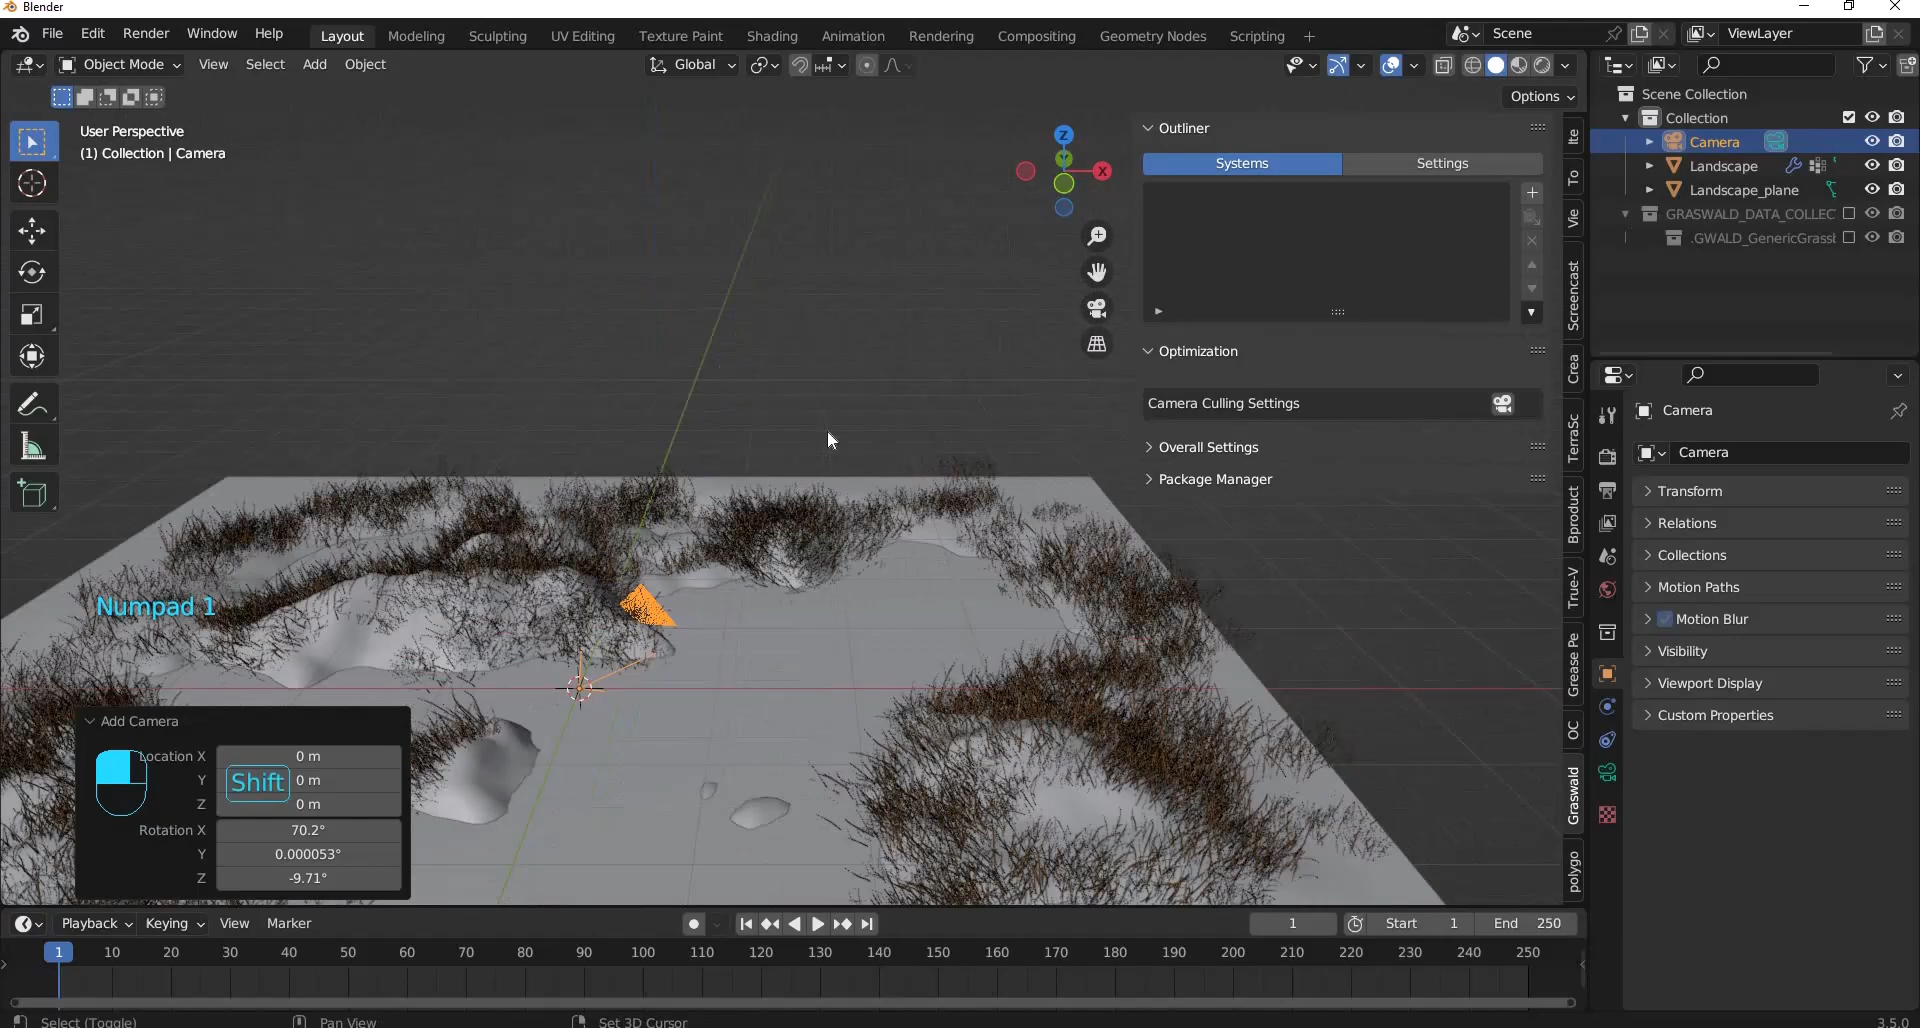 Blender
File Edit Render Window Help
Layout Modeling Sculpting UV Editing Texture Paint Shading Animation Rendering Compositing Geometry Nodes Scripting +
Scene
ViewLayer
Object Mode View Select Add Object
Global
Options
User Perspective
(1) Collection | Camera
Z
X
Outliner
Systems Settings
Optimization
Camera Culling Settings
Overall Settings
Package Manager
Ite
To
Vie
Screencast
Crea
TerraSc
Bproduct
True-V
Grease Pe
OC
Graswald
polygo
Scene Collection
Collection
Camera
Landscape
Landscape_plane
GRASWALD_DATA_COLLEC
.GWALD_GenericGrassl
Camera
Camera
Transform
Relations
Collections
Motion Paths
Motion Blur
Visibility
Viewport Display
Custom Properties
Numpad 1
Add Camera
Location X 0 m
Y 0 m
Z 0 m
Shift
Rotation X 70.2°
Y 0.000053°
Z -9.71°
Playback Keying View Marker
1 Start 1 End 250
1 10 20 30 40 50 60 70 80 90 100 110 120 130 140 150 160 170 180 190 200 210 220 230 240 250
Select (Toggle) Pan View Set 3D Cursor 3.5.0